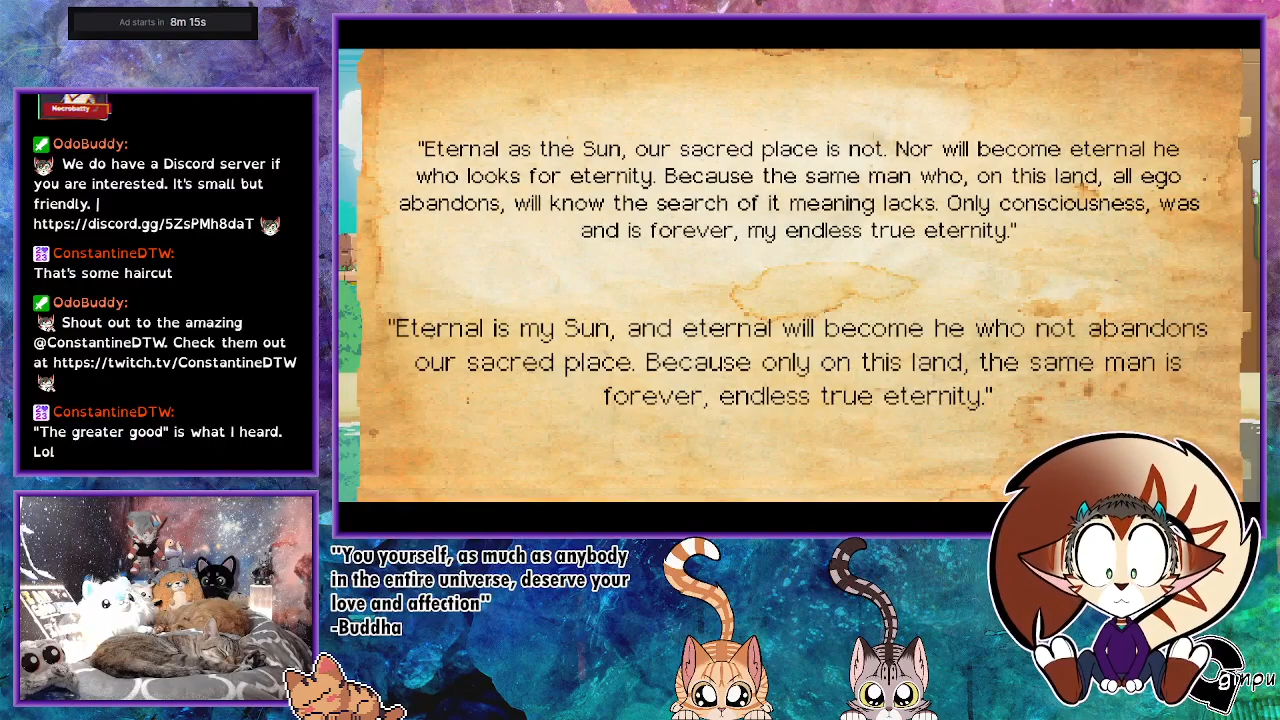 Ad starts in 8m 15s
Necrobatty
OdoBuddy:
We do have a Discord server if
you are interested. It's small but
friendly. |
https://discord.gg/5ZsPMh8daT
ConstantineDTW:
That's some haircut
OdoBuddy:
Shout out to the amazing
@ConstantineDTW. Check them out
at https://twitch.tv/ConstantineDTW
ConstantineDTW:
"The greater good" is what I heard.
Lol
"Eternal as the Sun, our sacred place is not. Nor will become eternal he
who looks for eternity. Because the same man who, on this land, all ego
abandons, will know the search of it meaning lacks. Only consciousness, was
and is forever, my endless true eternity."
"Eternal is my Sun, and eternal will become he who not abandons
our sacred place. Because only on this land, the same man is
forever, endless true eternity."
"You yourself, as much as anybody
in the entire universe, deserve your
love and affection"
-Buddha